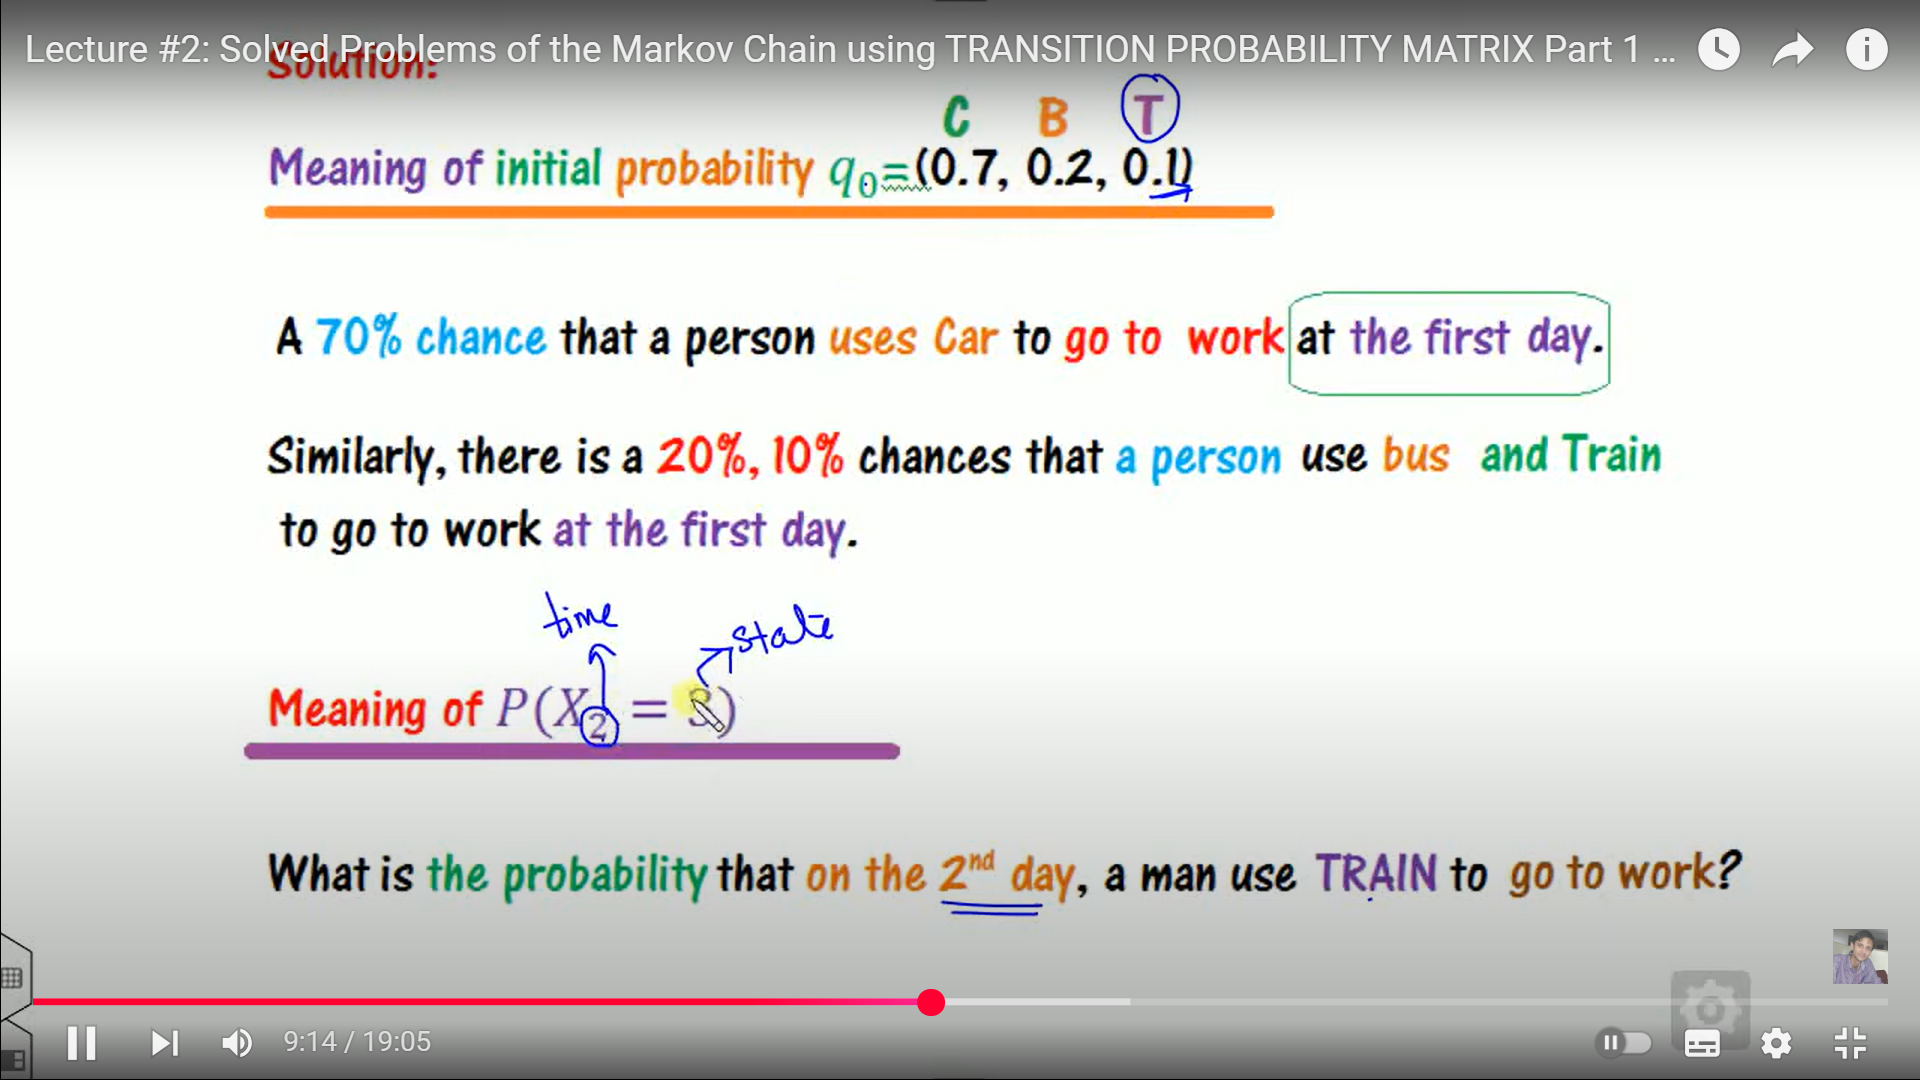 Lecture #2: Solved Problems of the Markov Chain using TRANSITION PROBABILITY MATRIX Part 1 ...
Solution:
C B T
Meaning of initial probability q₀=(0.7, 0.2, 0.1)
A 70% chance that a person uses Car to go to work at the first day.
Similarly, there is a 20%, 10% chances that a person use bus and Train
to go to work at the first day.
time
state
Meaning of P(X₂ = 3)
What is the probability that on the 2nd day, a man use TRAIN to go to work?
9:14 / 19:05